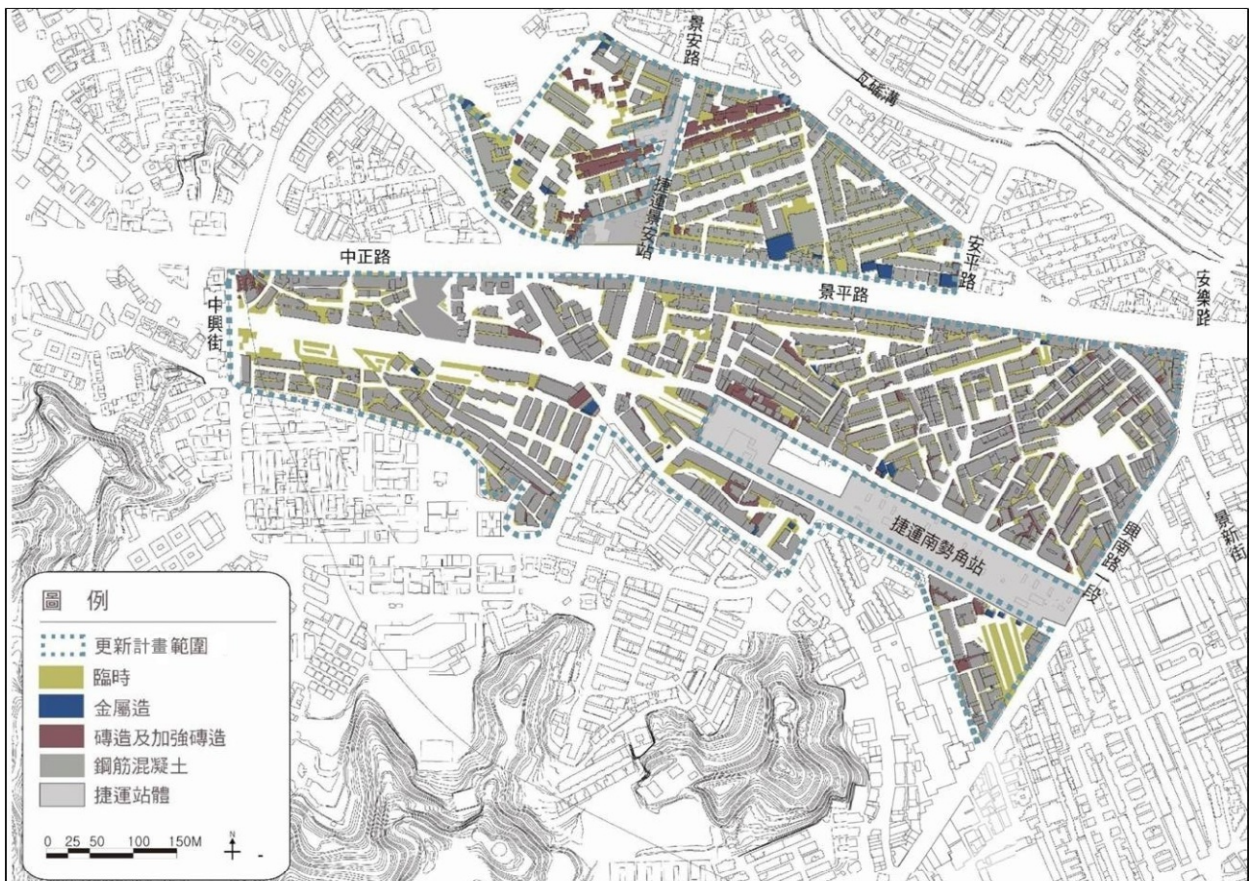 景安路
瓦磘溝
捷運景安站
安平路
中正路
景平路
安樂路
中興街
捷運南勢角站
興南路一段
景新街
圖 例
更新計畫範圍
臨時
金屬造
磚造及加強磚造
鋼筋混凝土
捷運站體
0 25 50 100 150M
N